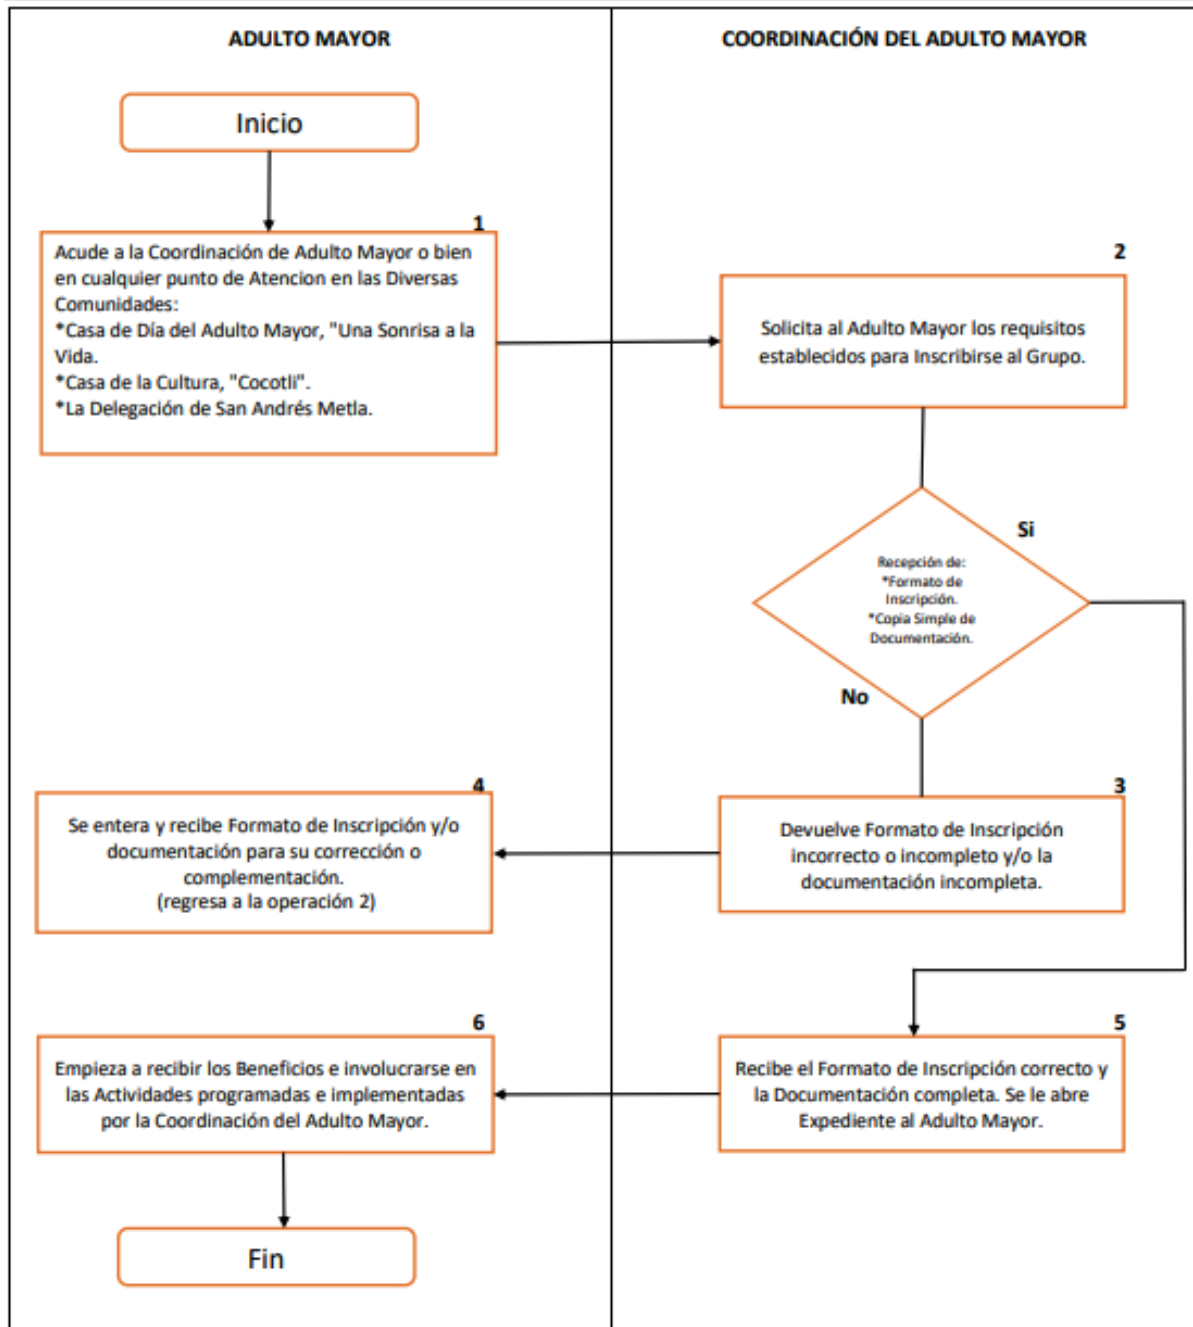 ADULTO MAYOR
COORDINACIÓN DEL ADULTO MAYOR
Inicio
1
Acude a la Coordinación de Adulto Mayor o bien
en cualquier punto de Atencion en las Diversas
Comunidades:
*Casa de Día del Adulto Mayor, "Una Sonrisa a la
Vida.
*Casa de la Cultura, "Cocotli".
*La Delegación de San Andrés Metla.
2
Solicita al Adulto Mayor los requisitos
establecidos para Inscribirse al Grupo.
Si
Recepción de:
*Formato de
Inscripción.
*Copia Simple de
Documentación.
No
3
Devuelve Formato de Inscripción
incorrecto o incompleto y/o la
documentación incompleta.
4
Se entera y recibe Formato de Inscripción y/o
documentación para su corrección o
complementación.
(regresa a la operación 2)
5
Recibe el Formato de Inscripción correcto y
la Documentación completa. Se le abre
Expediente al Adulto Mayor.
6
Empieza a recibir los Beneficios e involucrarse en
las Actividades programadas e implementadas
por la Coordinación del Adulto Mayor.
Fin